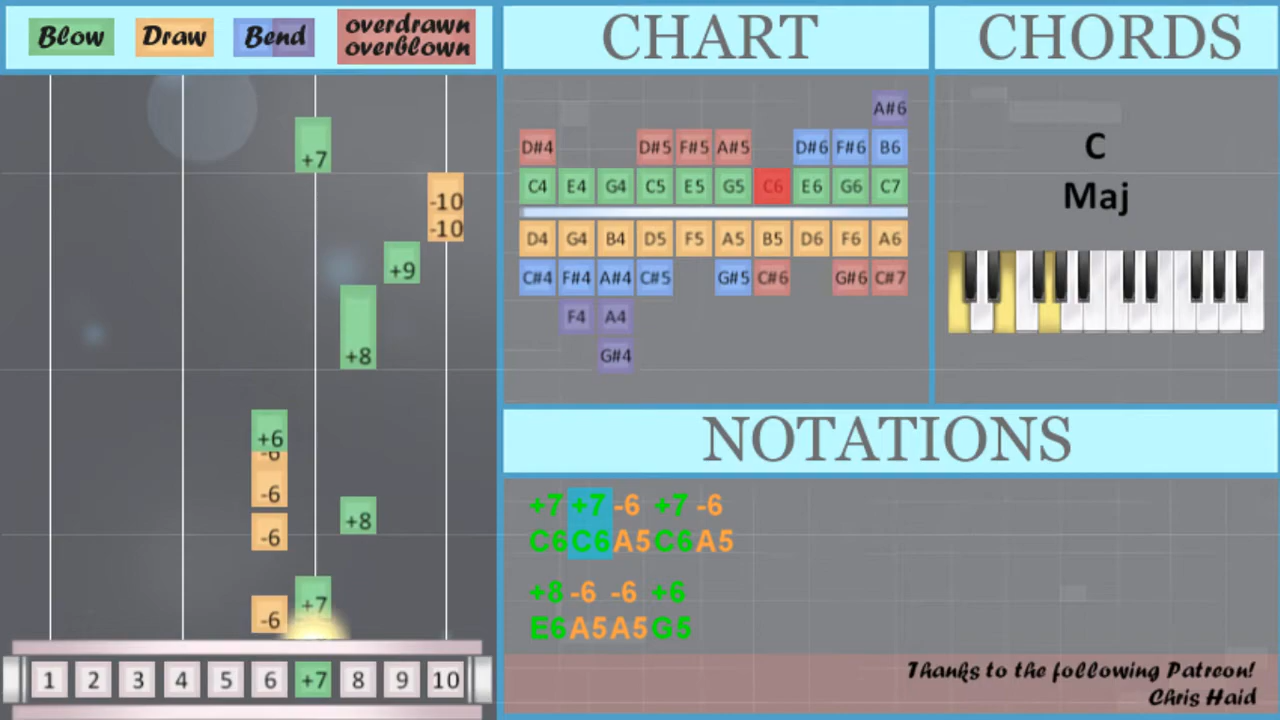 Blow Draw Bend overdrawn
overblown
CHART
CHORDS
+7
-10
-10
+9
+8
+6
-6
-6
-6
+8
+7
-6
1 2 3 4 5 6 +7 8 9 10
A#6
D#4 D#5 F#5 A#5 D#6 F#6 B6
C4 E4 G4 C5 E5 G5 C6 E6 G6 C7
D4 G4 B4 D5 F5 A5 B5 D6 F6 A6
C#4 F#4 A#4 C#5 G#5 C#6 G#6 C#7
F4 A4
G#4
C
Maj
NOTATIONS
+7 +7 -6 +7 -6
C6 C6 A5 C6 A5
+8 -6 -6 +6
E6 A5 A5 G5
Thanks to the following Patreon!
Chris Haid